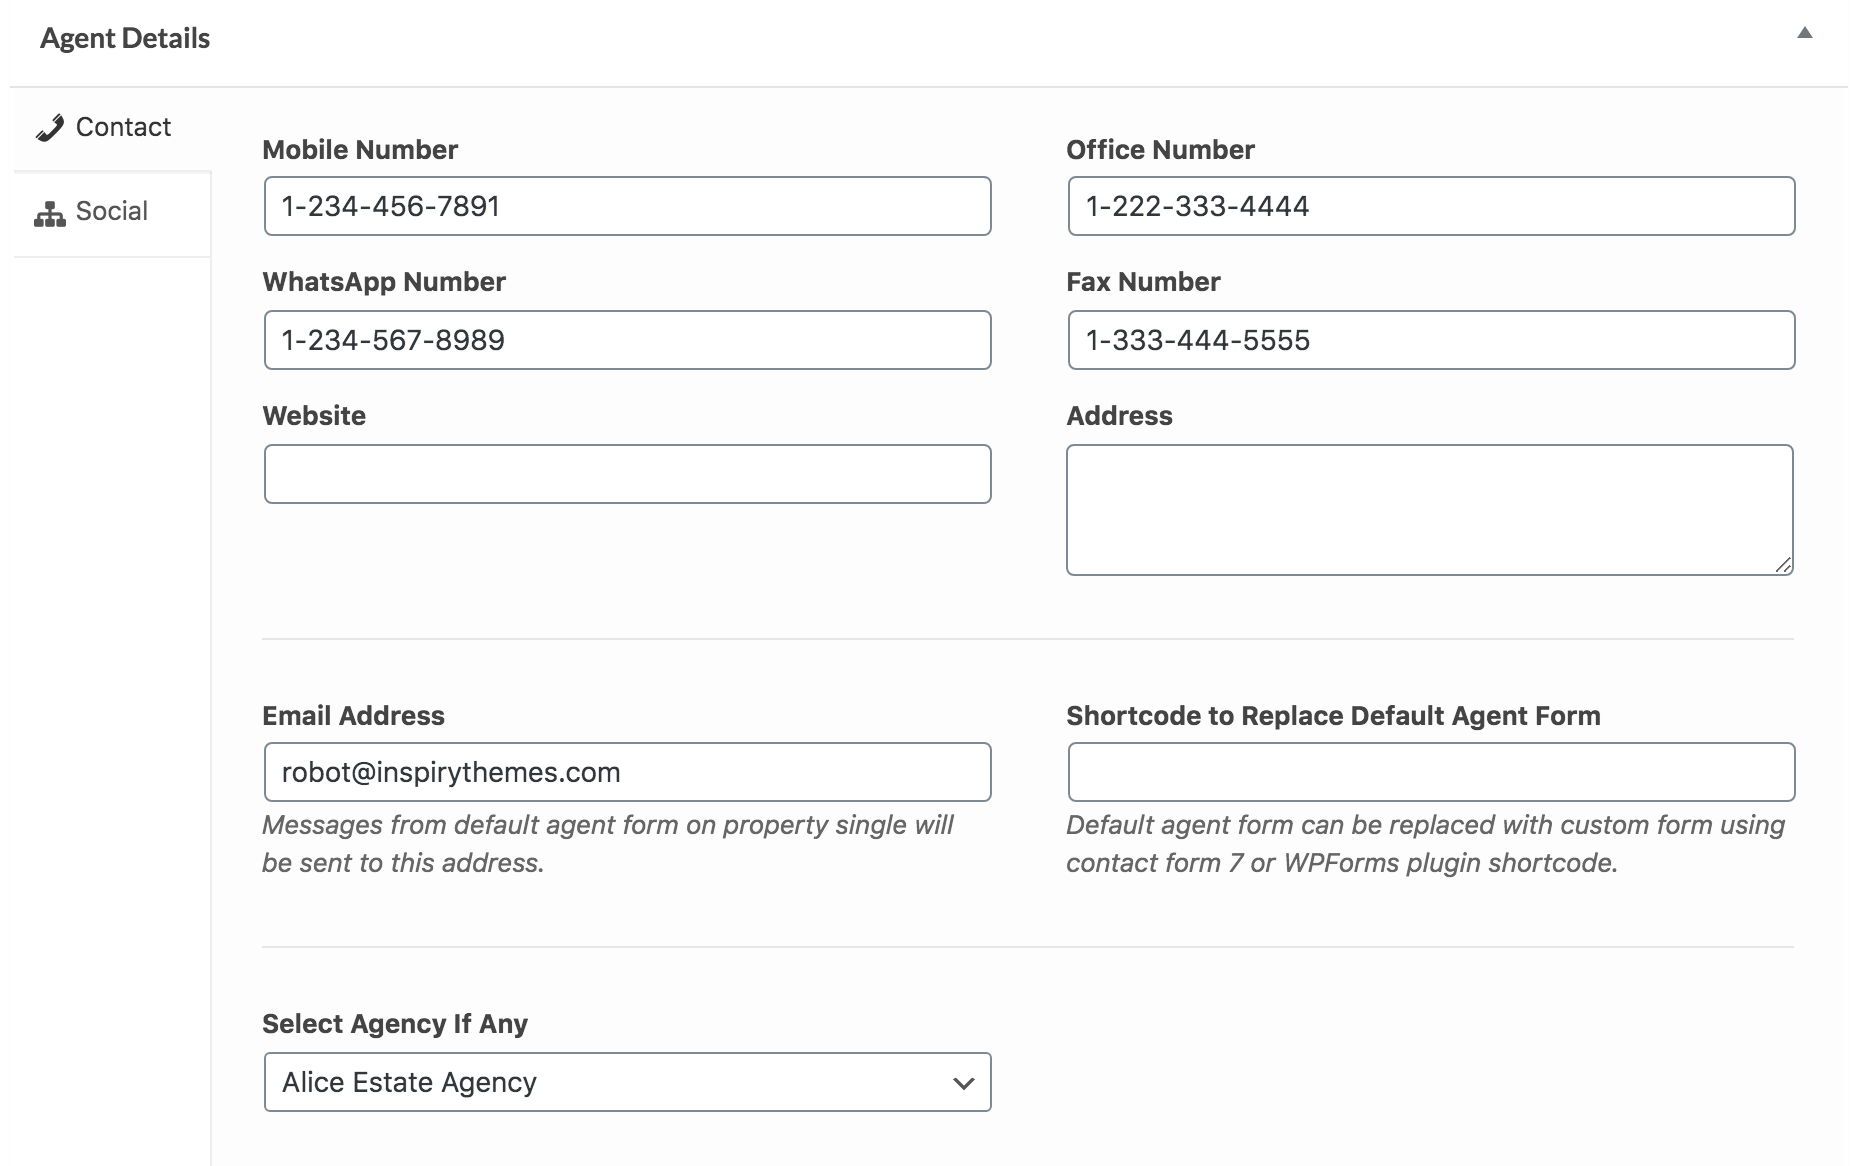 Agent Details
Contact
Social
Mobile Number
1-234-456-7891
Office Number
1-222-333-4444
WhatsApp Number
1-234-567-8989
Fax Number
1-333-444-5555
Website
Address
Email Address
robot@inspirythemes.com
Messages from default agent form on property single will
be sent to this address.
Shortcode to Replace Default Agent Form
Default agent form can be replaced with custom form using
contact form 7 or WPForms plugin shortcode.
Select Agency If Any
Alice Estate Agency